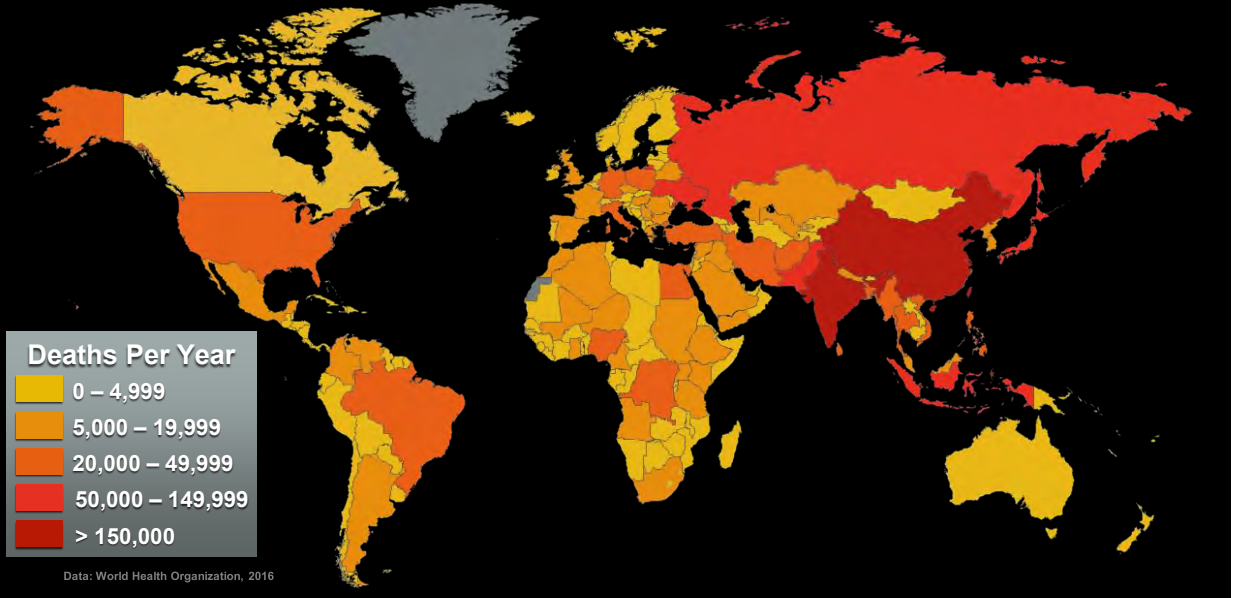 Deaths Per Year
0 – 4,999
5,000 – 19,999
20,000 – 49,999
50,000 – 149,999
> 150,000
Data: World Health Organization, 2016